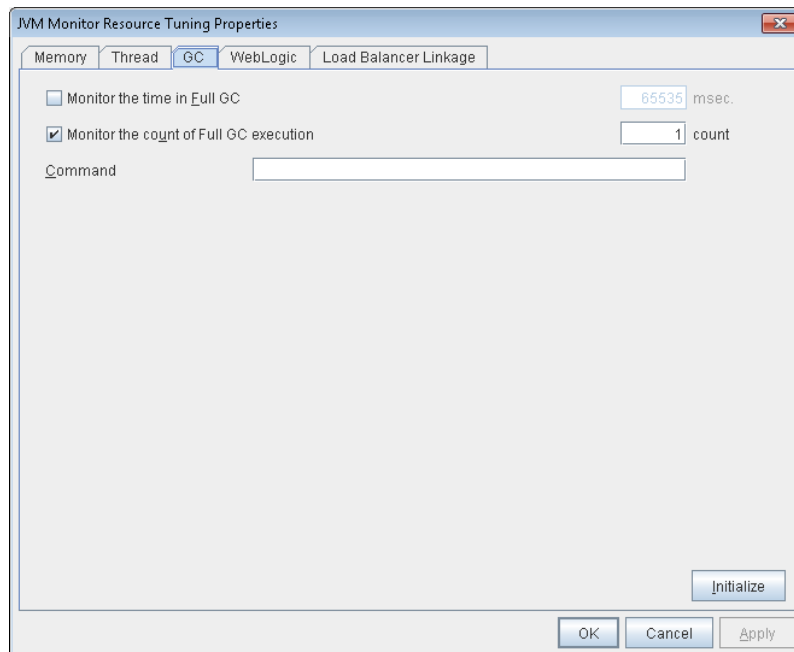 JVM Monitor Resource Tuning Properties
Memory Thread GC WebLogic Load Balancer Linkage
Monitor the time in Full GC 65535 msec.
Monitor the count of Full GC execution 1 count
Command
Initialize
OK Cancel Apply